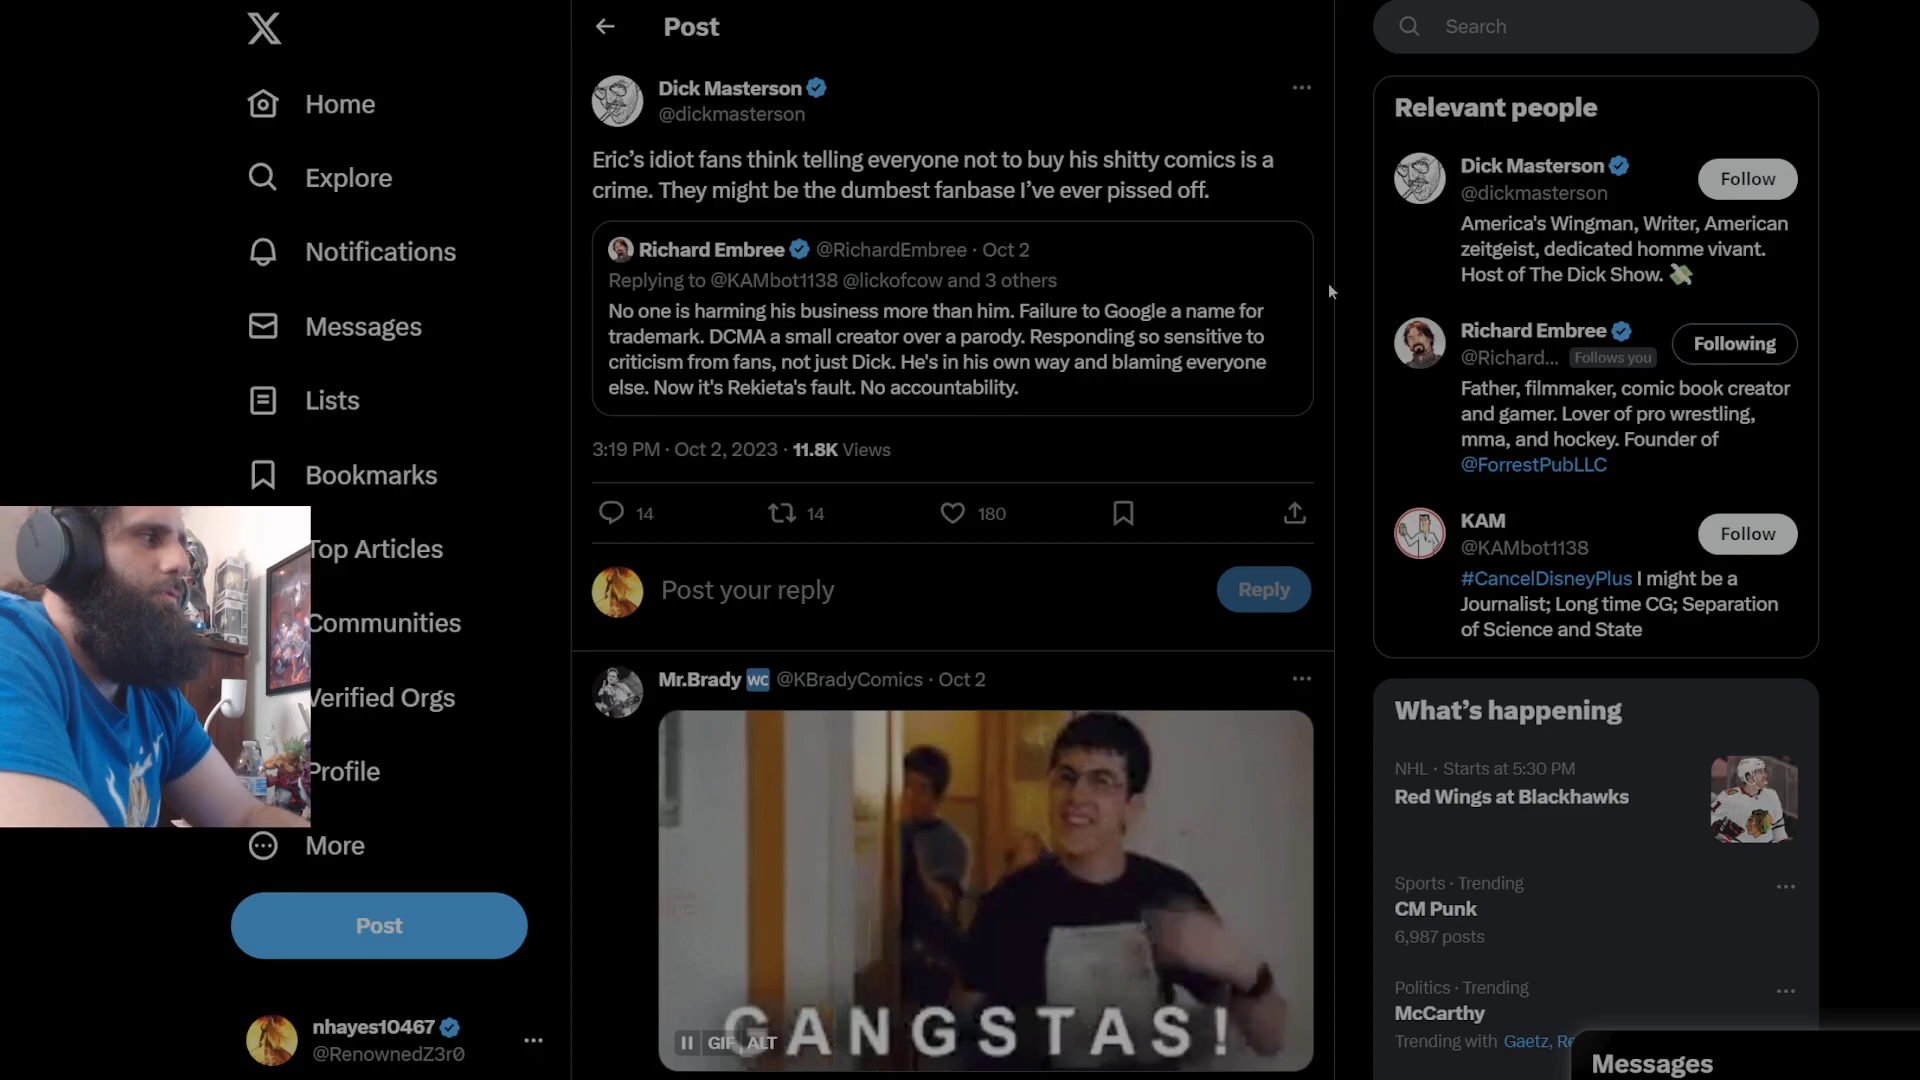 Post
Search
Home
Explore
Notifications
Messages
Lists
Bookmarks
Top Articles
Communities
Verified Orgs
Profile
More
Post
nhayes10467
@RenownedZ3r0
Dick Masterson
@dickmasterson
Eric’s idiot fans think telling everyone not to buy his shitty comics is a
crime. They might be the dumbest fanbase I’ve ever pissed off.
Richard Embree @RichardEmbree · Oct 2
Replying to @KAMbot1138 @lickofcow and 3 others
No one is harming his business more than him. Failure to Google a name for
trademark. DCMA a small creator over a parody. Responding so sensitive to
criticism from fans, not just Dick. He's in his own way and blaming everyone
else. Now it's Rekieta's fault. No accountability.
3:19 PM · Oct 2, 2023 · 11.8K Views
14 14 180
Post your reply Reply
Mr.Brady WC @KBradyComics · Oct 2
GANGSTAS!
GIF ALT
Relevant people
Dick Masterson
@dickmasterson
Follow
America's Wingman, Writer, American
zeitgeist, dedicated homme vivant.
Host of The Dick Show.
Richard Embree
@Richard... Follows you
Following
Father, filmmaker, comic book creator
and gamer. Lover of pro wrestling,
mma, and hockey. Founder of
@ForrestPubLLC
KAM
@KAMbot1138
Follow
#CancelDisneyPlus I might be a
Journalist; Long time CG; Separation
of Science and State
What’s happening
NHL · Starts at 5:30 PM
Red Wings at Blackhawks
Sports · Trending
CM Punk
6,987 posts
Politics · Trending
McCarthy
Trending with Gaetz, Re
Messages